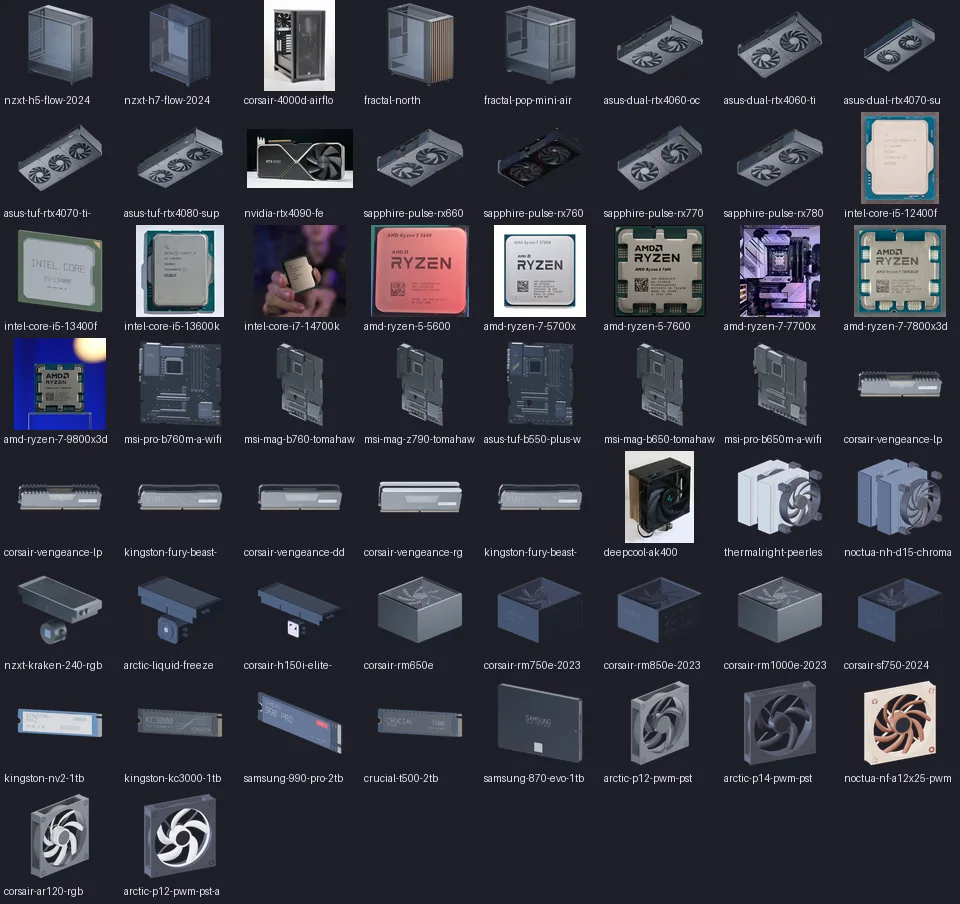 nzxt-h5-flow-2024
nzxt-h7-flow-2024
corsair-4000d-airflo
fractal-north
fractal-pop-mini-air
asus-dual-rtx4060-oc
asus-dual-rtx4060-ti
asus-dual-rtx4070-su
asus-tuf-rtx4070-ti-
asus-tuf-rtx4080-sup
nvidia-rtx4090-fe
sapphire-pulse-rx660
sapphire-pulse-rx760
sapphire-pulse-rx770
sapphire-pulse-rx780
intel-core-i5-12400f
INTEL CORE
AMD Ryzen 5 5600
AMD
RYZEN
RYZEN
AMD
RYZEN
AMD
RYZEN
intel-core-i5-13400f
intel-core-i5-13600k
intel-core-i7-14700k
amd-ryzen-5-5600
amd-ryzen-7-5700x
amd-ryzen-5-7600
amd-ryzen-7-7700x
amd-ryzen-7-7800x3d
AMD
RYZEN
amd-ryzen-7-9800x3d
msi-pro-b760m-a-wifi
msi-mag-b760-tomahaw
msi-mag-z790-tomahaw
asus-tuf-b550-plus-w
msi-mag-b650-tomahaw
msi-pro-b650m-a-wifi
corsair-vengeance-lp
corsair-vengeance-lp
kingston-fury-beast-
corsair-vengeance-dd
corsair-vengeance-rg
kingston-fury-beast-
deepcool-ak400
thermalright-peerles
noctua-nh-d15-chroma
nzxt-kraken-240-rgb
arctic-liquid-freeze
corsair-h150i-elite-
corsair-rm650e
corsair-rm750e-2023
corsair-rm850e-2023
corsair-rm1000e-2023
corsair-sf750-2024
KC3000
990 PRO
CRUCIAL
T500
SAMSUNG
kingston-nv2-1tb
kingston-kc3000-1tb
samsung-990-pro-2tb
crucial-t500-2tb
samsung-870-evo-1tb
arctic-p12-pwm-pst
arctic-p14-pwm-pst
noctua-nf-a12x25-pwm
corsair-ar120-rgb
arctic-p12-pwm-pst-a